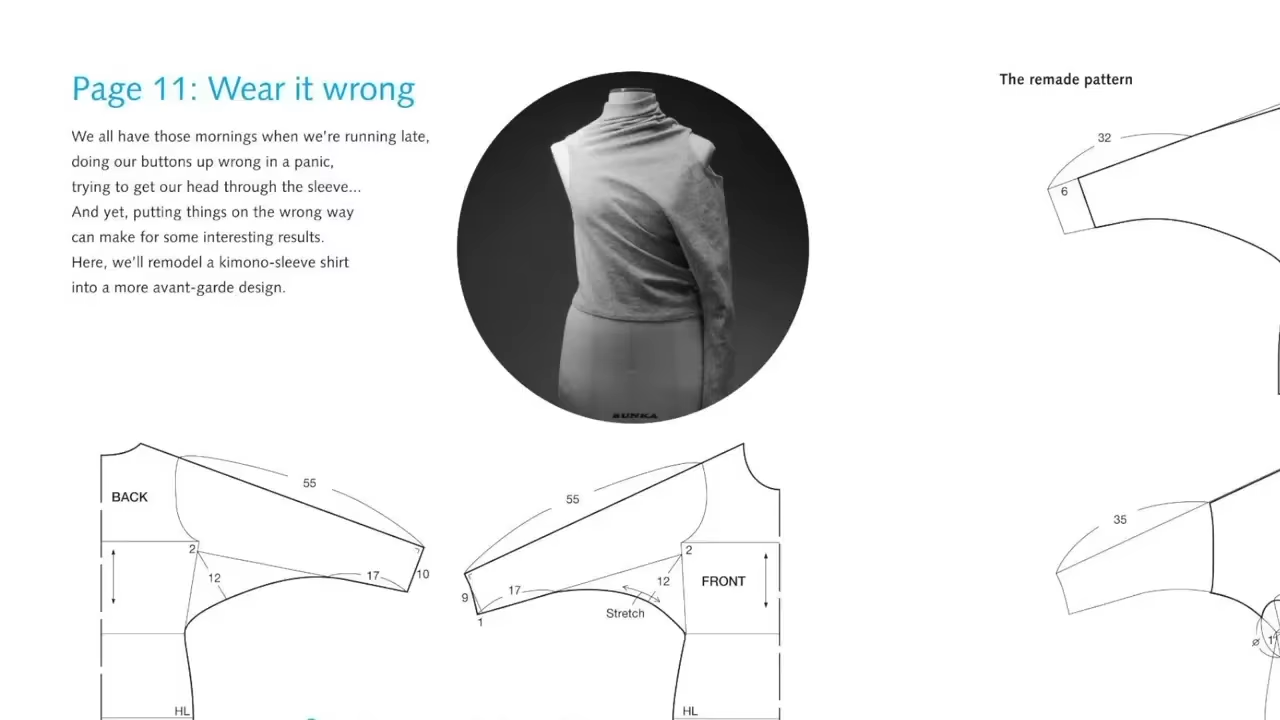 Page 11: Wear it wrong
We all have those mornings when we're running late,
doing our buttons up wrong in a panic,
trying to get our head through the sleeve...
And yet, putting things on the wrong way
can make for some interesting results.
Here, we'll remodel a kimono-sleeve shirt
into a more avant-garde design.
BUNKA
The remade pattern
32
6
BACK
55
2
12
17
10
HL
55
2
12
17
9
1
Stretch
FRONT
HL
35
ø
1